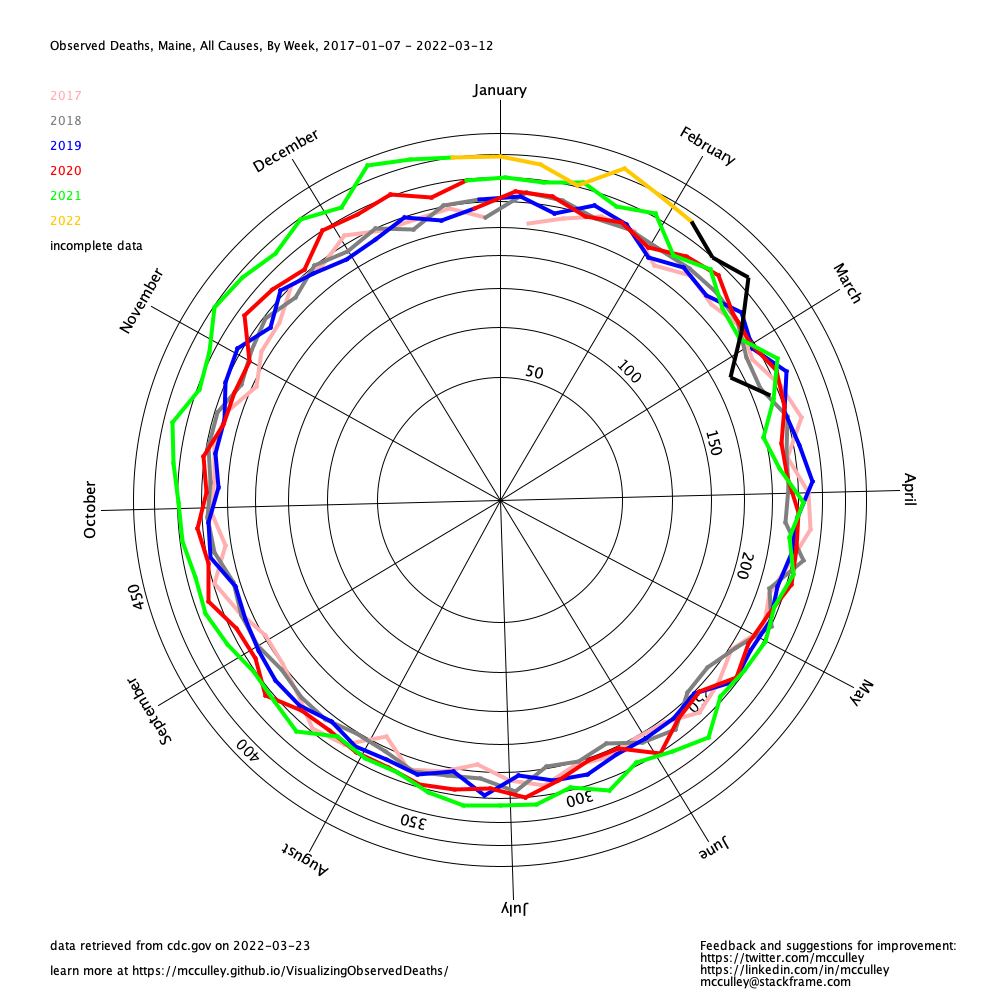 Observed Deaths, Maine, All Causes, By Week, 2017-01-07 - 2022-03-12
2017
2018
2019
2020
2021
2022
incomplete data
January
February
March
April
May
June
July
August
September
October
November
December
50
100
150
200
250
300
350
400
450
data retrieved from cdc.gov on 2022-03-23
learn more at https://mcculley.github.io/VisualizingObservedDeaths/
Feedback and suggestions for improvement:
https://twitter.com/mcculley
https://linkedin.com/in/mcculley
mcculley@stackframe.com